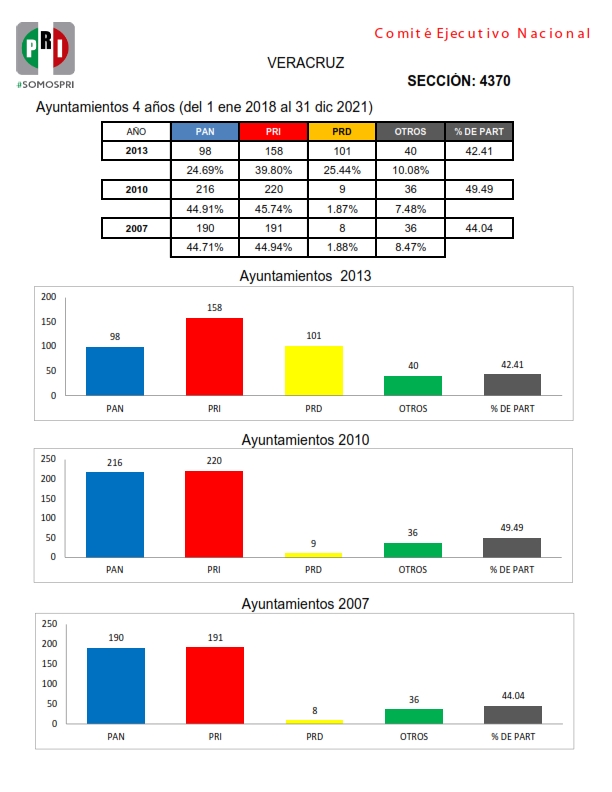 Comité Ejecutivo Nacional
PRI
#SOMOSPRI
VERACRUZ
SECCIÓN: 4370
Ayuntamientos 4 años (del 1 ene 2018 al 31 dic 2021)
AÑO PAN PRI PRD OTROS % DE PART
2013 98 158 101 40 42.41
24.69% 39.80% 25.44% 10.08%
2010 216 220 9 36 49.49
44.91% 45.74% 1.87% 7.48%
2007 190 191 8 36 44.04
44.71% 44.94% 1.88% 8.47%
Ayuntamientos 2013
200
158
150
98 101
100
50
40 42.41
0
PAN PRI PRD OTROS % DE PART
Ayuntamientos 2010
250
216 220
200
150
100
50
9 36 49.49
0
PAN PRI PRD OTROS % DE PART
Ayuntamientos 2007
250
190 191
200
150
100
50
8 36 44.04
0
PAN PRI PRD OTROS % DE PART